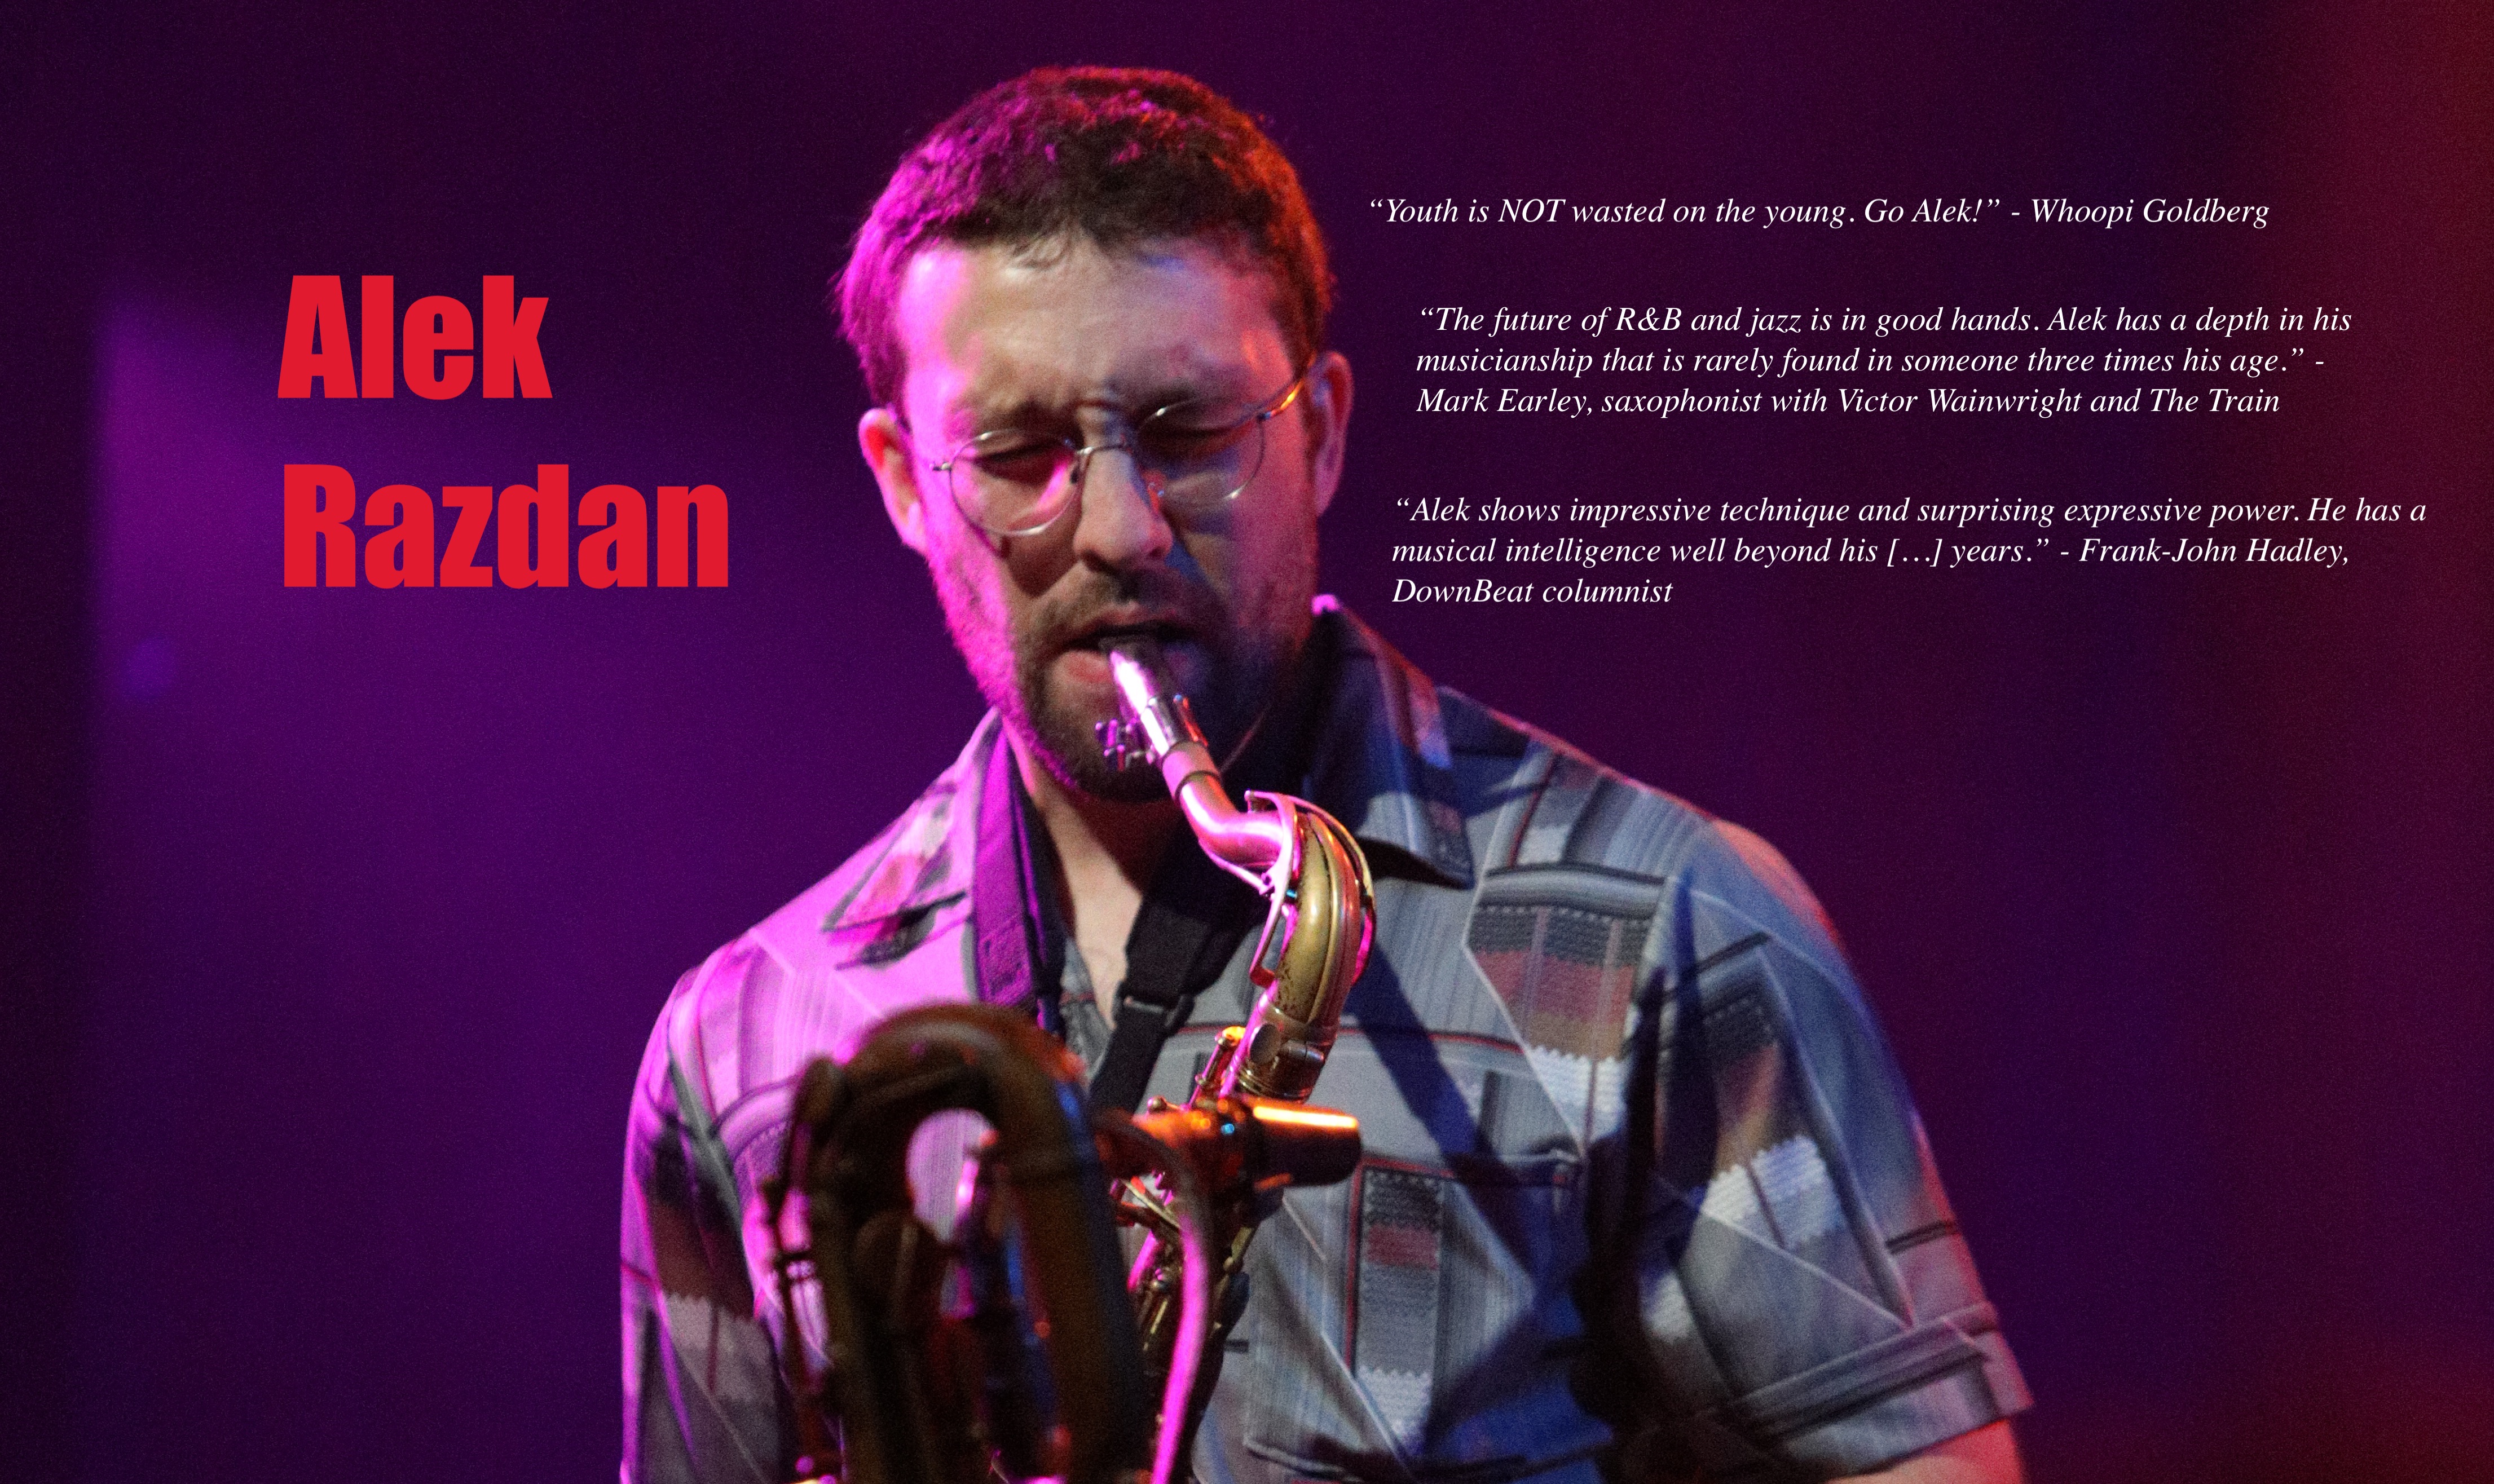 Alek
Razdan
“Youth is NOT wasted on the young. Go Alek!” - Whoopi Goldberg
“The future of R&B and jazz is in good hands. Alek has a depth in his
musicianship that is rarely found in someone three times his age.” -
Mark Earley, saxophonist with Victor Wainwright and The Train
“Alek shows impressive technique and surprising expressive power. He has a
musical intelligence well beyond his […] years.” - Frank-John Hadley,
DownBeat columnist